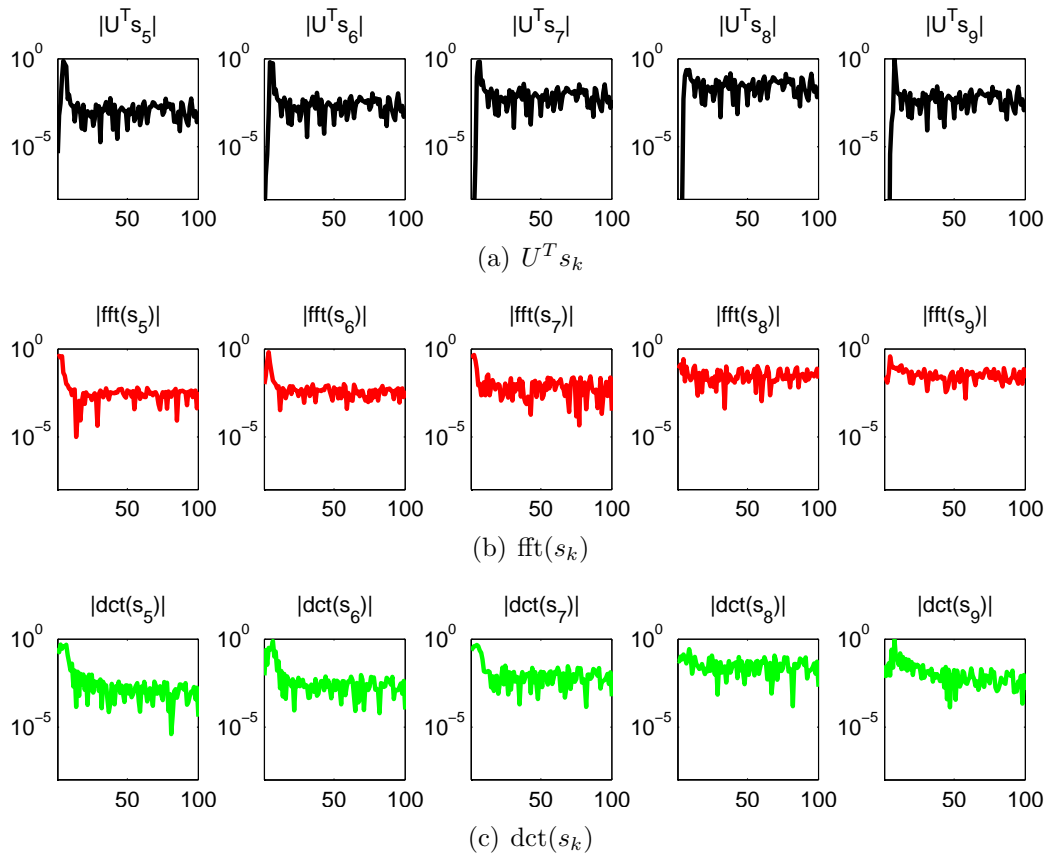 |U^T s_5| |U^T s_6| |U^T s_7| |U^T s_8| |U^T s_9|
10^0 10^0 10^0 10^0 10^0
10^-5 10^-5 10^-5 10^-5 10^-5
50 100 50 100 50 100 50 100 50 100
(a) U^T s_k
|fft(s_5)| |fft(s_6)| |fft(s_7)| |fft(s_8)| |fft(s_9)|
10^0 10^0 10^0 10^0 10^0
10^-5 10^-5 10^-5 10^-5 10^-5
50 100 50 100 50 100 50 100 50 100
(b) fft(s_k)
|dct(s_5)| |dct(s_6)| |dct(s_7)| |dct(s_8)| |dct(s_9)|
10^0 10^0 10^0 10^0 10^0
10^-5 10^-5 10^-5 10^-5 10^-5
50 100 50 100 50 100 50 100 50 100
(c) dct(s_k)